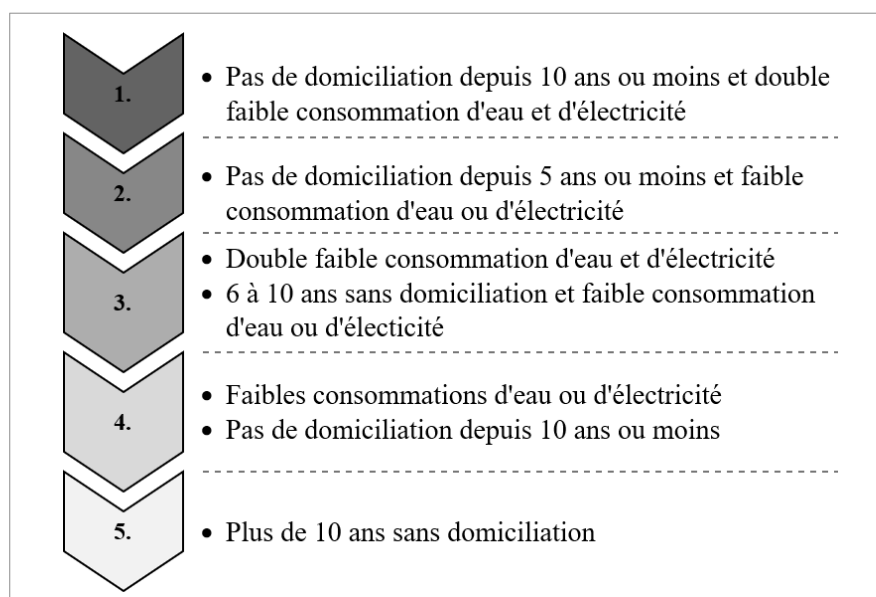 1.
• Pas de domiciliation depuis 10 ans ou moins et double
faible consommation d'eau et d'électricité
2.
• Pas de domiciliation depuis 5 ans ou moins et faible
consommation d'eau ou d'électricité
3.
• Double faible consommation d'eau et d'électricité
• 6 à 10 ans sans domiciliation et faible consommation
d'eau ou d'électicité
4.
• Faibles consommations d'eau ou d'électricité
• Pas de domiciliation depuis 10 ans ou moins
5.
• Plus de 10 ans sans domiciliation